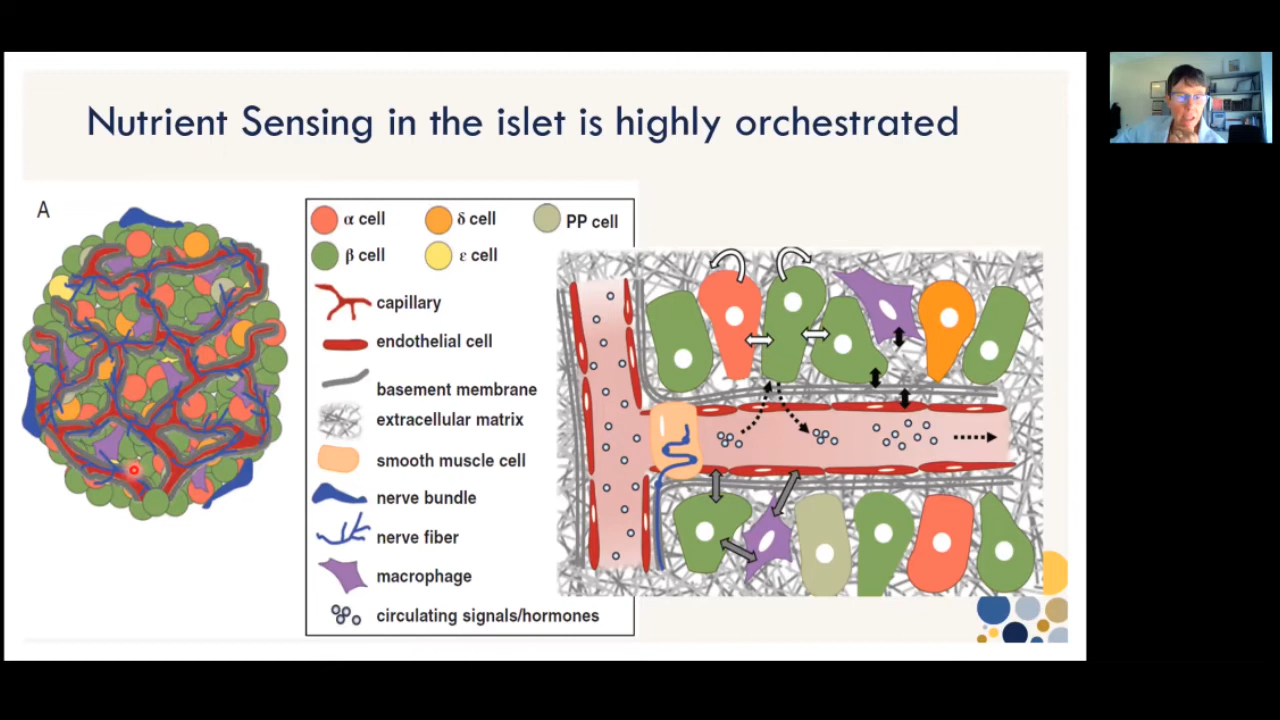 Nutrient Sensing in the islet is highly orchestrated
A
α cell
δ cell
PP cell
β cell
ε cell
capillary
endothelial cell
basement membrane
extracellular matrix
smooth muscle cell
nerve bundle
nerve fiber
macrophage
circulating signals/hormones